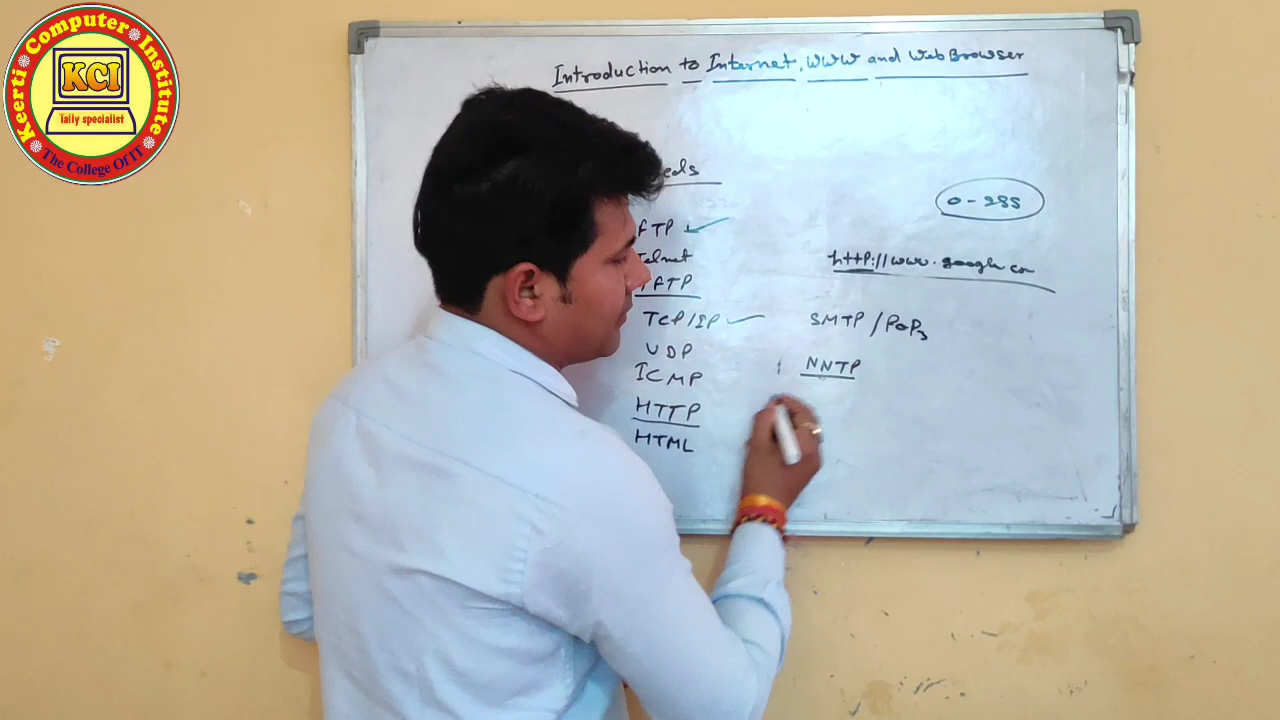 Keerti Computer Institute
KCI
Tally specialist
The College Of IT
Introduction to Internet, WWW and Web Browser
0 - 255
FTP
Telnet
http://www.google.com
TFTP
TCP/IP
SMTP / POP3
UDP
NNTP
ICMP
HTTP
HTML